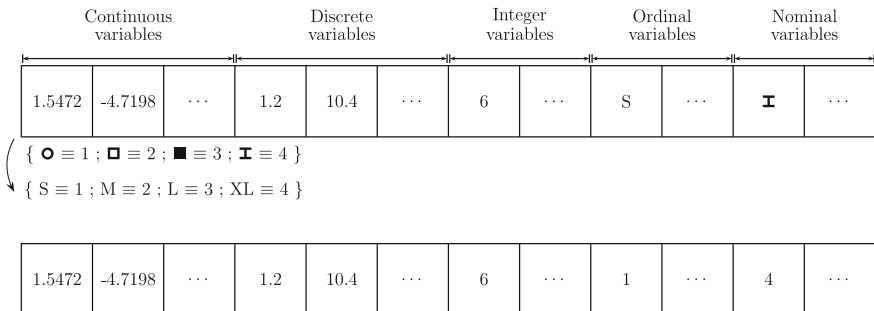 Continuous variables Discrete variables Integer variables Ordinal variables Nominal variables
1.5472 -4.7198 ··· 1.2 10.4 ··· 6 ··· S ··· ⌶ ···
{ ○ ≡ 1 ; □ ≡ 2 ; ■ ≡ 3 ; ⌶ ≡ 4 }
{ S ≡ 1 ; M ≡ 2 ; L ≡ 3 ; XL ≡ 4 }
1.5472 -4.7198 ··· 1.2 10.4 ··· 6 ··· 1 ··· 4 ···